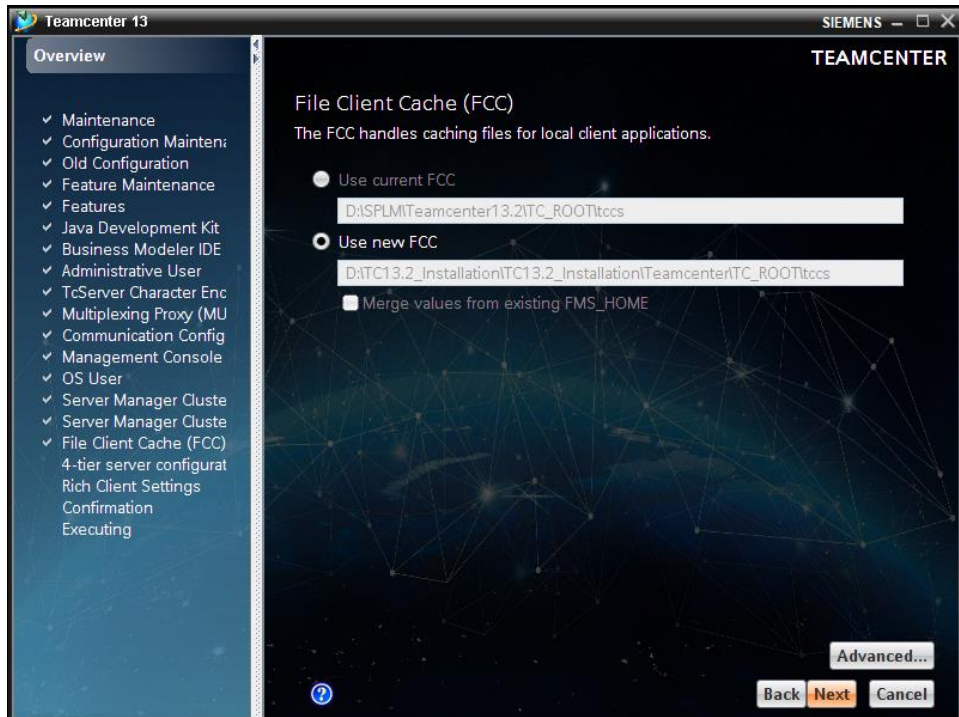 Teamcenter 13
SIEMENS
Overview
TEAMCENTER
Maintenance
Configuration Maintena
Old Configuration
Feature Maintenance
Features
Java Development Kit
Business Modeler IDE
Administrative User
TcServer Character Enc
Multiplexing Proxy (MU
Communication Config
Management Console
OS User
Server Manager Cluste
Server Manager Cluste
File Client Cache (FCC)
4-tier server configurat
Rich Client Settings
Confirmation
Executing
File Client Cache (FCC)
The FCC handles caching files for local client applications.
Use current FCC
D:\SPLM\Teamcenter13.2\TC_ROOT\tccs
Use new FCC
D:\TC13.2_Installation\TC13.2_Installation\Teamcenter\TC_ROOT\tccs
Merge values from existing FMS_HOME
Advanced...
?
Back Next Cancel